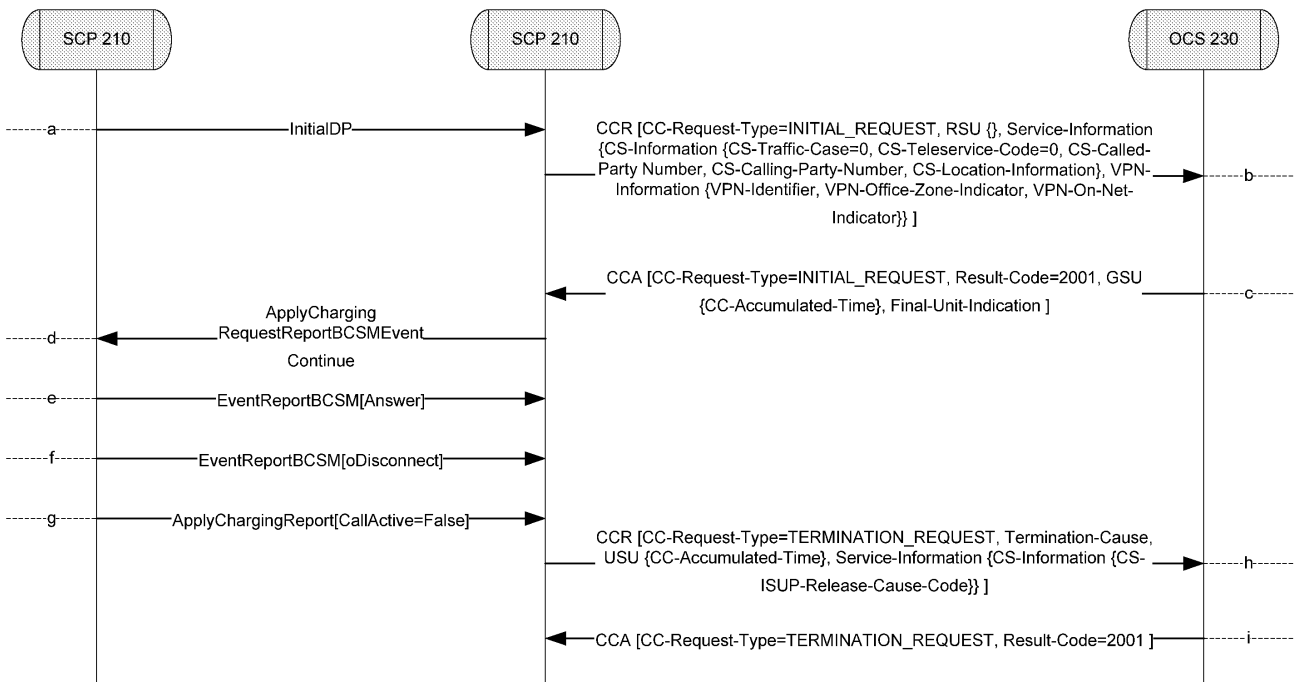 SCP 210
SCP 210
OCS 230
a
InitialDP
CCR [CC-Request-Type=INITIAL_REQUEST, RSU {}, Service-Information
{CS-Information {CS-Traffic-Case=0, CS-Teleservice-Code=0, CS-Called-
Party Number, CS-Calling-Party-Number, CS-Location-Information}, VPN-
Information {VPN-Identifier, VPN-Office-Zone-Indicator, VPN-On-Net-
Indicator}} ]
b
CCA [CC-Request-Type=INITIAL_REQUEST, Result-Code=2001, GSU
{CC-Accumulated-Time}, Final-Unit-Indication ]
c
ApplyCharging
RequestReportBCSMEvent
Continue
d
e
EventReportBCSM[Answer]
f
EventReportBCSM[oDisconnect]
g
ApplyChargingReport[CallActive=False]
CCR [CC-Request-Type=TERMINATION_REQUEST, Termination-Cause,
USU {CC-Accumulated-Time}, Service-Information {CS-Information {CS-
ISUP-Release-Cause-Code}} ]
h
CCA [CC-Request-Type=TERMINATION_REQUEST, Result-Code=2001 ]
i